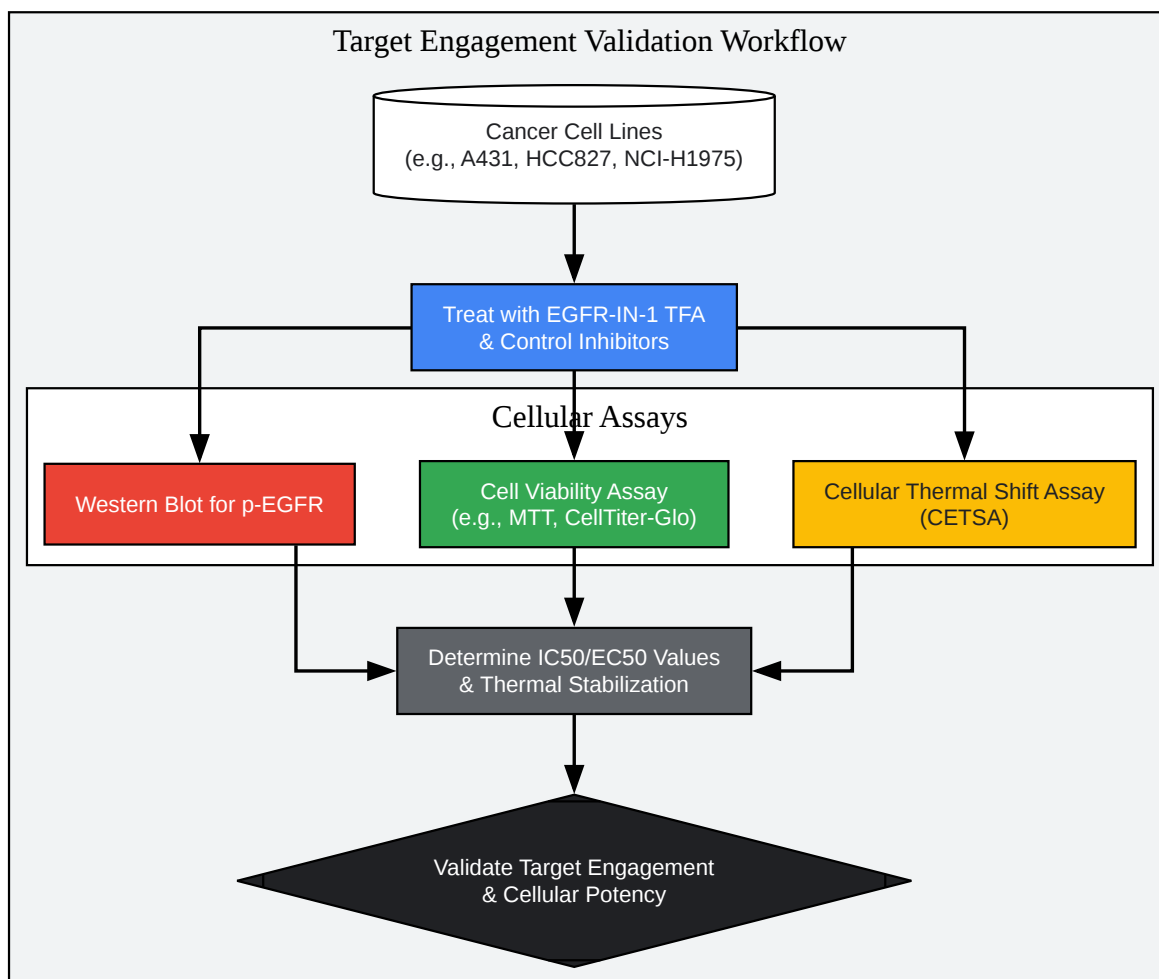 Target Engagement Validation Workflow
Cancer Cell Lines
(e.g., A431, HCC827, NCI-H1975)
Treat with EGFR-IN-1 TFA
& Control Inhibitors
Cellular Assays
Western Blot for p-EGFR
Cell Viability Assay
(e.g., MTT, CellTiter-Glo)
Cellular Thermal Shift Assay
(CETSA)
Determine IC50/EC50 Values
& Thermal Stabilization
Validate Target Engagement
& Cellular Potency